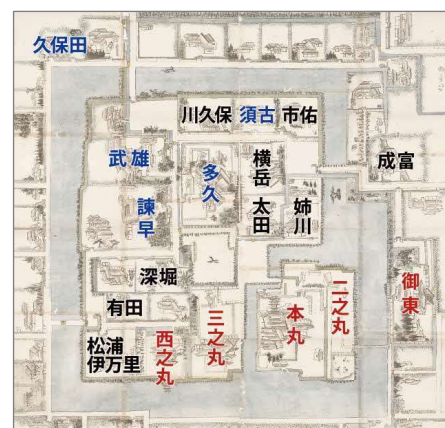 久保田
川久保
須古
市佑
武雄
多久
横岳
成富
諫早
太田
姉川
深堀
有田
御東
二之丸
本丸
三之丸
西之丸
松浦
伊万里